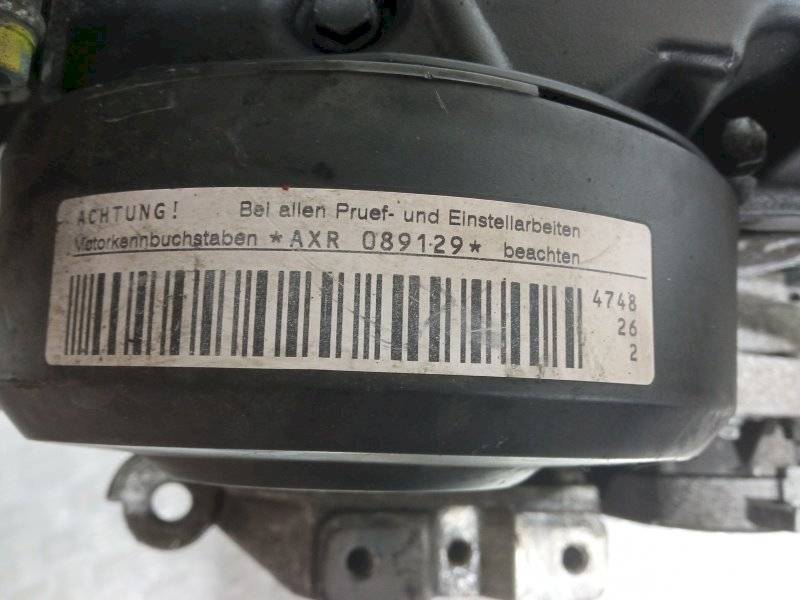 ACHTUNG! Bei allen Pruef- und Einstellarbeiten
Motorkennbuchstaben *AXR 089129* beachten
4748
26
2